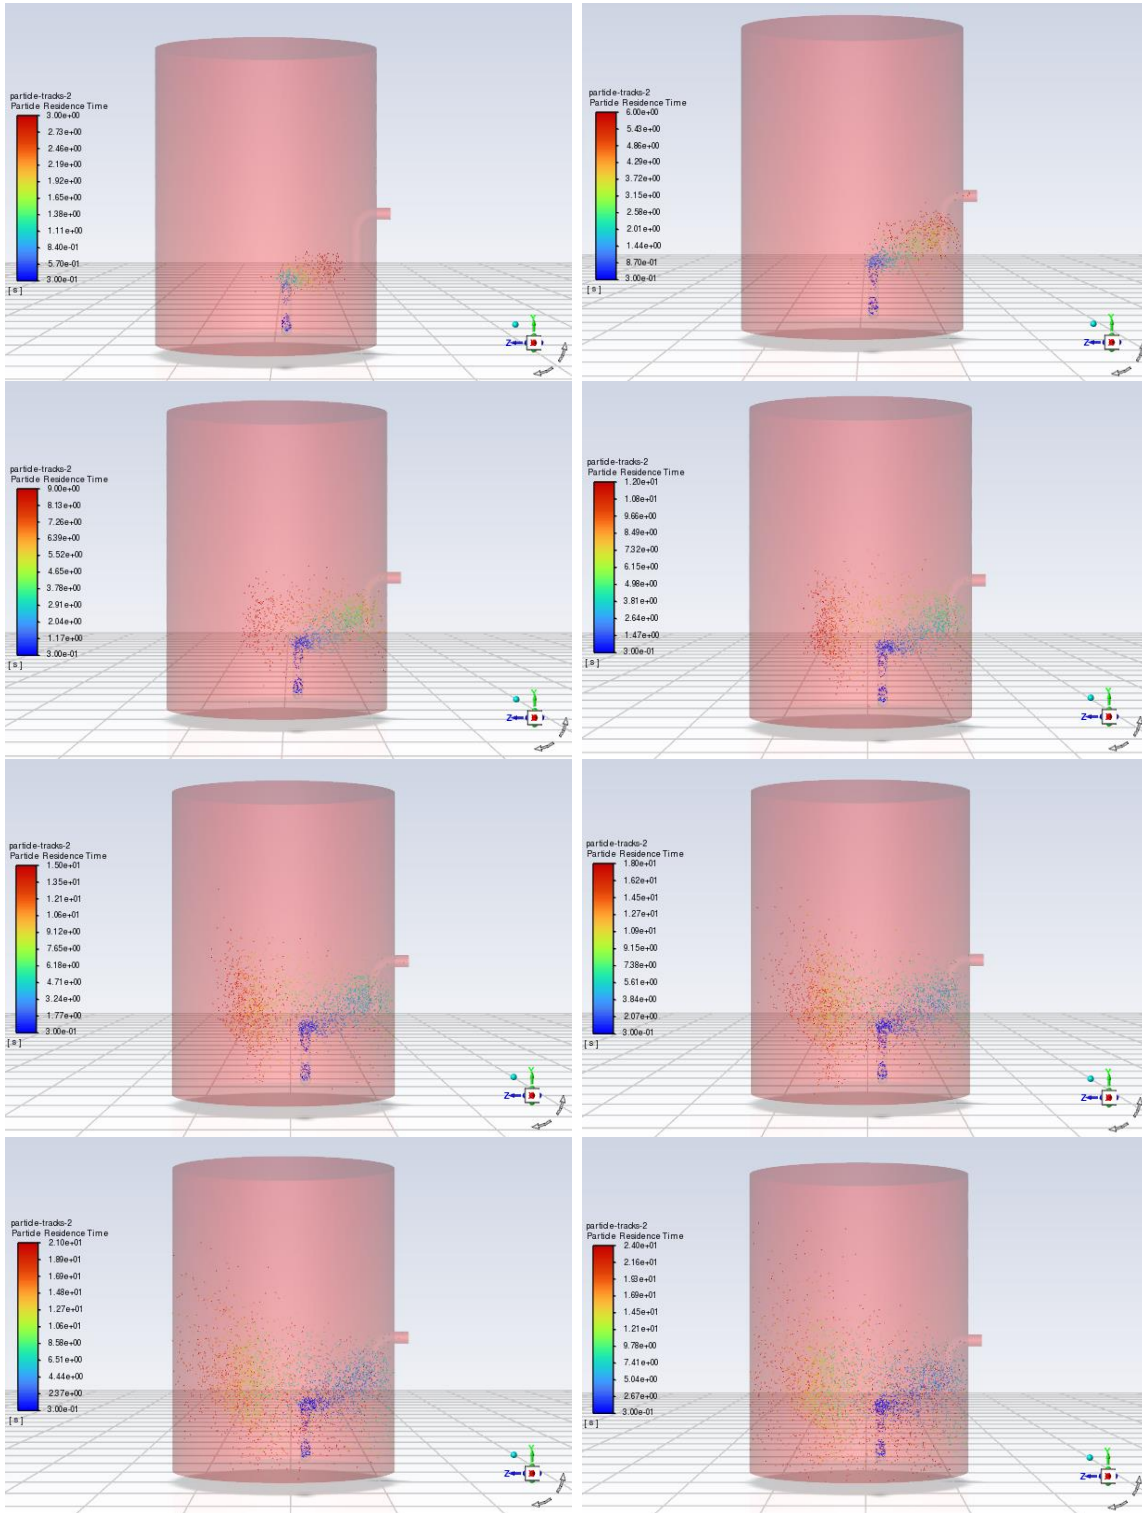 particle-tracks-2
Particle Residence Time
3.00e+00
2.73e+00
2.46e+00
2.19e+00
1.92e+00
1.65e+00
1.38e+00
1.11e+00
8.40e-01
5.70e-01
3.00e-01
[ s ]
Y
Z
particle-tracks-2
Particle Residence Time
6.00e+00
5.43e+00
4.86e+00
4.29e+00
3.72e+00
3.15e+00
2.58e+00
2.01e+00
1.44e+00
8.70e-01
3.00e-01
[ s ]
Y
Z
particle-tracks-2
Particle Residence Time
9.00e+00
8.13e+00
7.26e+00
6.39e+00
5.52e+00
4.65e+00
3.78e+00
2.91e+00
2.04e+00
1.17e+00
3.00e-01
[ s ]
Y
Z
particle-tracks-2
Particle Residence Time
1.20e+01
1.08e+01
9.66e+00
8.49e+00
7.32e+00
6.15e+00
4.98e+00
3.81e+00
2.64e+00
1.47e+00
3.00e-01
[ s ]
Y
Z
particle-tracks-2
Particle Residence Time
1.50e+01
1.35e+01
1.21e+01
1.06e+01
9.12e+00
7.65e+00
6.18e+00
4.71e+00
3.24e+00
1.77e+00
3.00e-01
[ s ]
Y
Z
particle-tracks-2
Particle Residence Time
1.80e+01
1.62e+01
1.45e+01
1.27e+01
1.09e+01
9.15e+00
7.38e+00
5.61e+00
3.84e+00
2.07e+00
3.00e-01
[ s ]
Y
Z
particle-tracks-2
Particle Residence Time
2.10e+01
1.89e+01
1.69e+01
1.48e+01
1.27e+01
1.06e+01
8.58e+00
6.51e+00
4.44e+00
2.37e+00
3.00e-01
[ s ]
Y
Z
particle-tracks-2
Particle Residence Time
2.40e+01
2.16e+01
1.93e+01
1.69e+01
1.45e+01
1.21e+01
9.78e+00
7.41e+00
5.04e+00
2.67e+00
3.00e-01
[ s ]
Y
Z